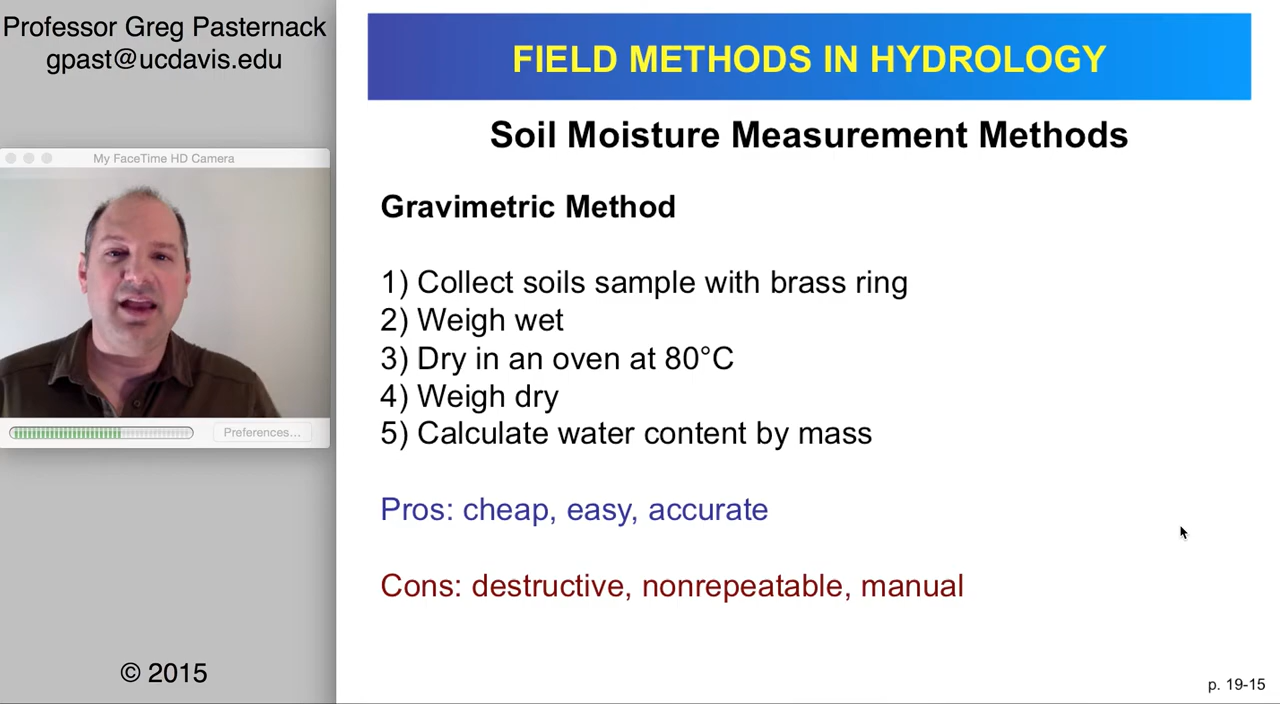 Professor Greg Pasternack
gpast@ucdavis.edu
My FaceTime HD Camera
Preferences...
© 2015
FIELD METHODS IN HYDROLOGY
Soil Moisture Measurement Methods
Gravimetric Method
1) Collect soils sample with brass ring
2) Weigh wet
3) Dry in an oven at 80°C
4) Weigh dry
5) Calculate water content by mass
Pros: cheap, easy, accurate
Cons: destructive, nonrepeatable, manual
p. 19-15